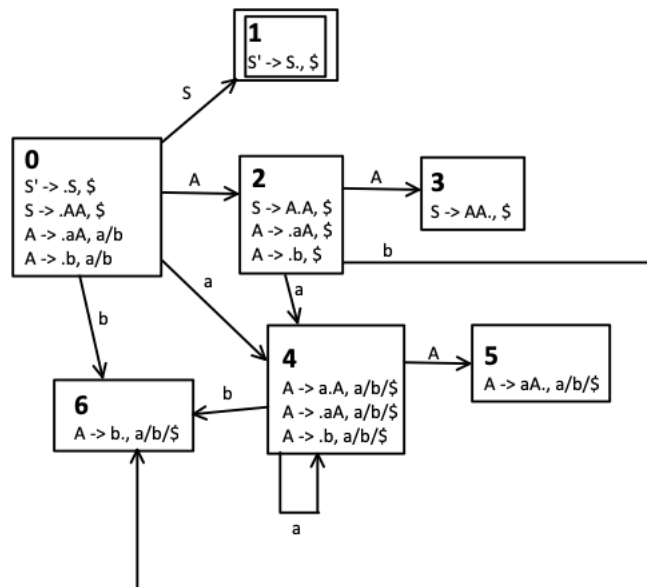 1
S' -> S., $
S
0
S' -> .S, $
S -> .AA, $
A -> .aA, a/b
A -> .b, a/b
A
2
S -> A.A, $
A -> .aA, $
A -> .b, $
A
3
S -> AA., $
b
a
a
b
4
A -> a.A, a/b/$
A -> .aA, a/b/$
A -> .b, a/b/$
A
5
A -> aA., a/b/$
b
6
A -> b., a/b/$
a